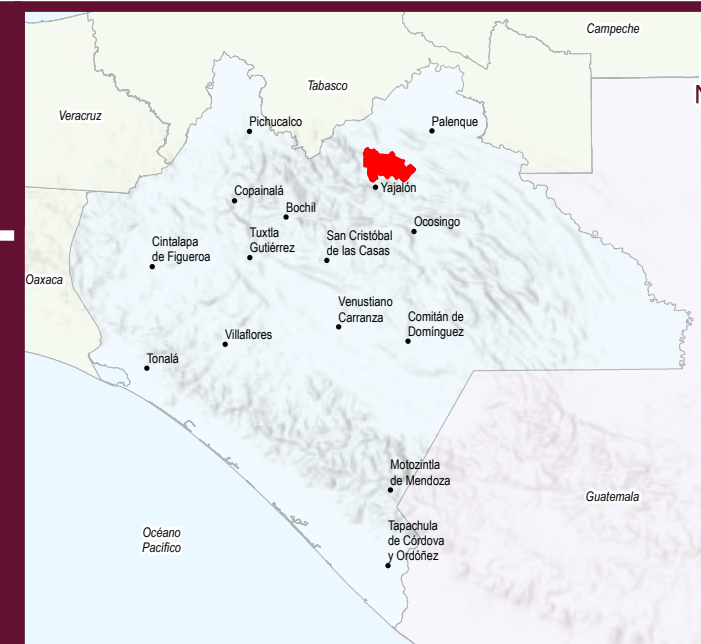 Campeche
Tabasco
N
Veracruz
Pichucalco
Palenque
Yajalón
Copainalá
Bochil
Ocosingo
Tuxtla
Gutiérrez
San Cristóbal
de las Casas
Cintalapa
de Figueroa
Oaxaca
Venustiano
Carranza
Comitán de
Domínguez
Villaflores
Tonalá
Motozintla
de Mendoza
Guatemala
Océano
Pacifico
Tapachula
de Córdova
y Ordóñez